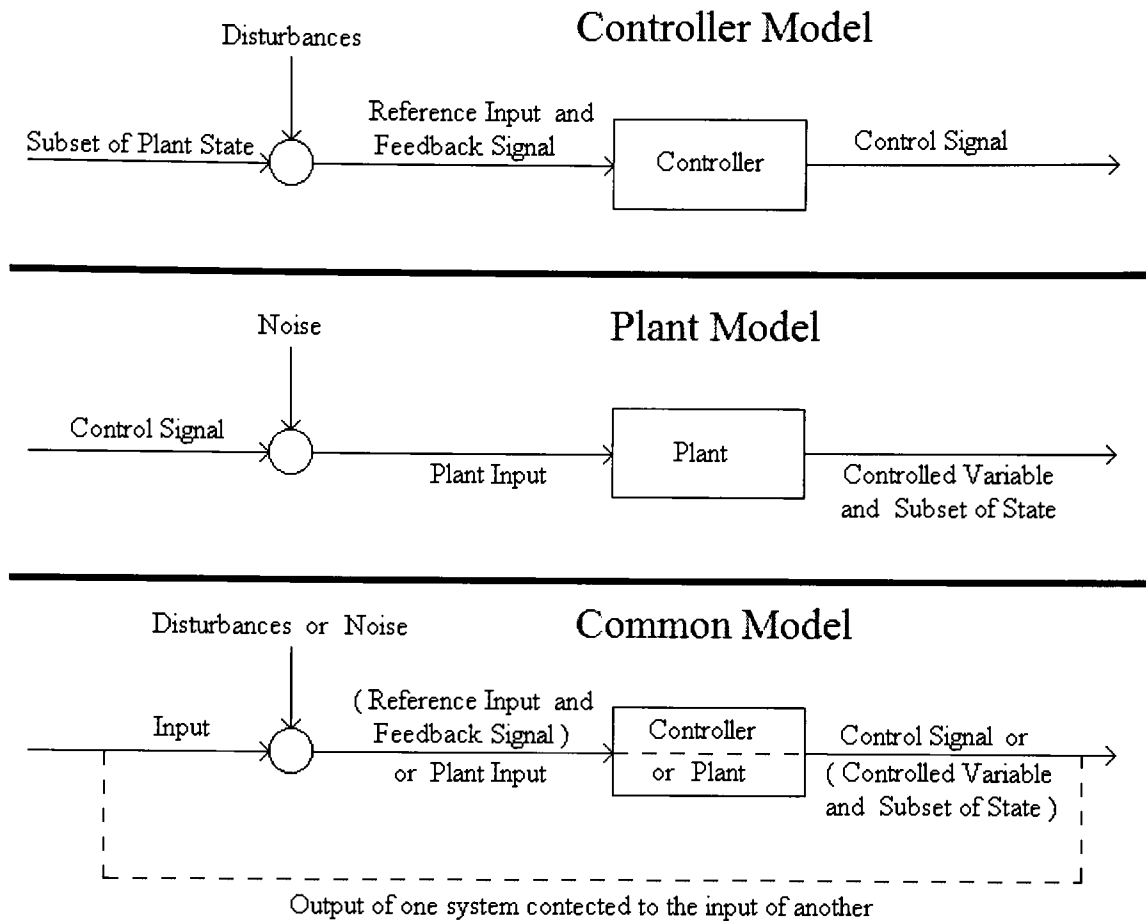 Controller Model
Disturbances
Subset of Plant State
Reference Input and
Feedback Signal
Controller
Control Signal
Plant Model
Noise
Control Signal
Plant Input
Plant
Controlled Variable
and Subset of State
Common Model
Disturbances or Noise
Input
( Reference Input and
Feedback Signal )
or Plant Input
Controller
or Plant
Control Signal or
( Controlled Variable
and Subset of State )
Output of one system contected to the input of another